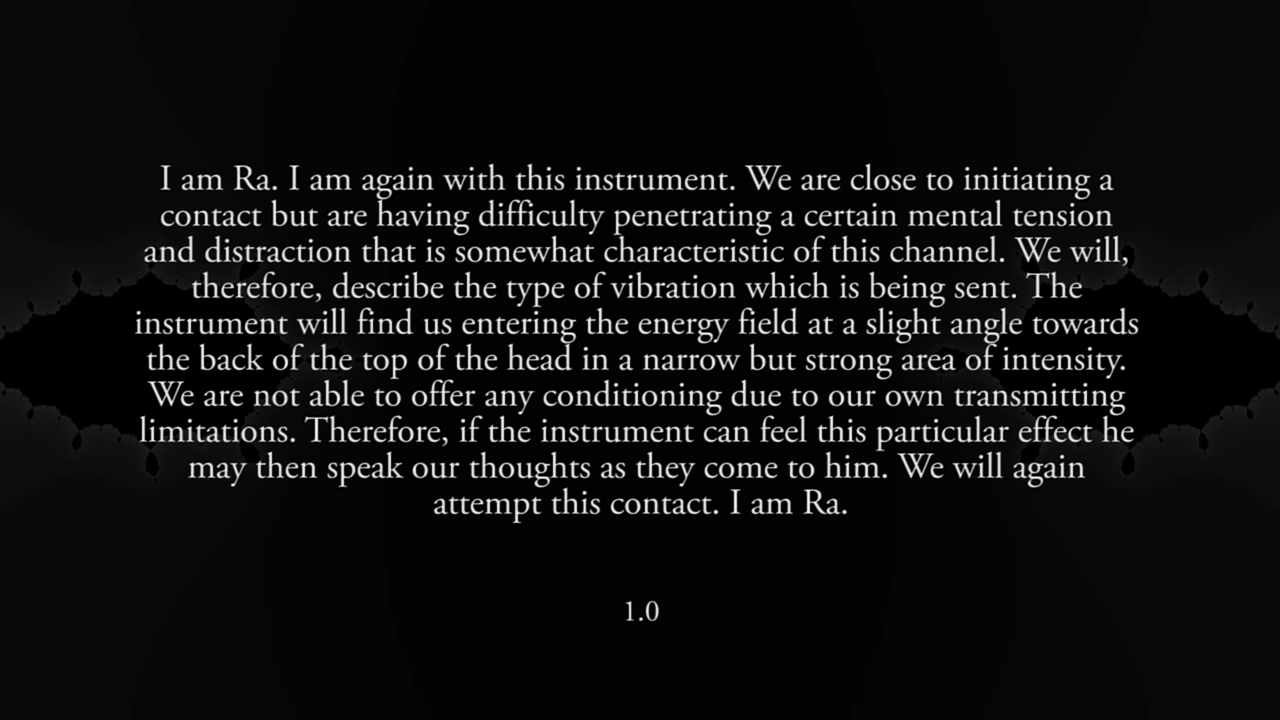 I am Ra. I am again with this instrument. We are close to initiating a
contact but are having difficulty penetrating a certain mental tension
and distraction that is somewhat characteristic of this channel. We will,
therefore, describe the type of vibration which is being sent. The
instrument will find us entering the energy field at a slight angle towards
the back of the top of the head in a narrow but strong area of intensity.
We are not able to offer any conditioning due to our own transmitting
limitations. Therefore, if the instrument can feel this particular effect he
may then speak our thoughts as they come to him. We will again
attempt this contact. I am Ra.
1.0